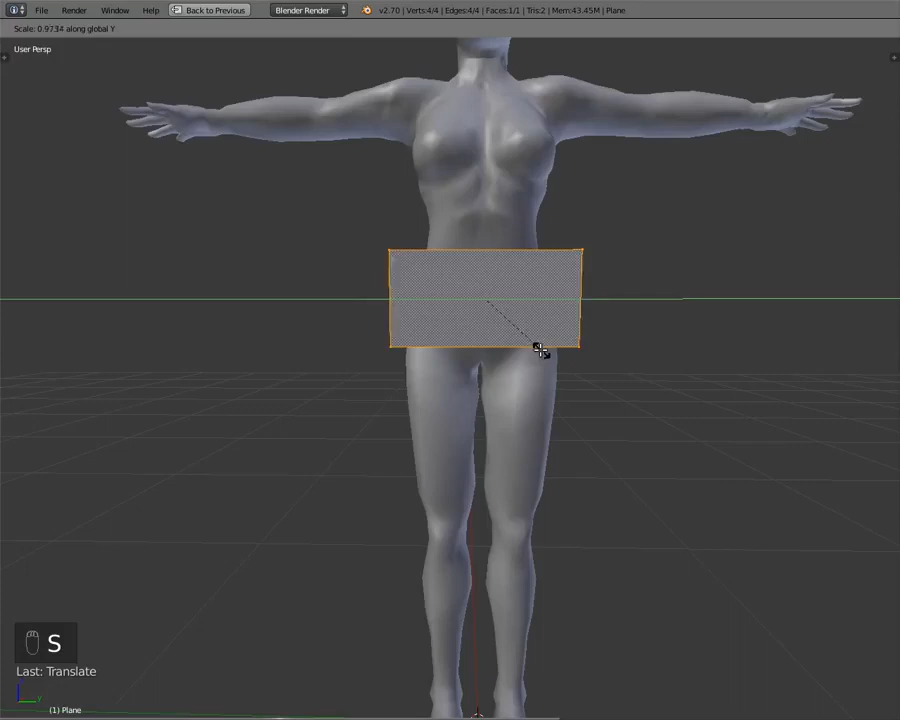 File Render Window Help Back to Previous Blender Render v2.70 | Verts:4/4 | Edges:4/4 | Faces:1/1 | Tris:2 | Mem:43.45M | Plane
Scale: 0.9734 along global Y
User Persp
S
Last: Translate
(1) Plane